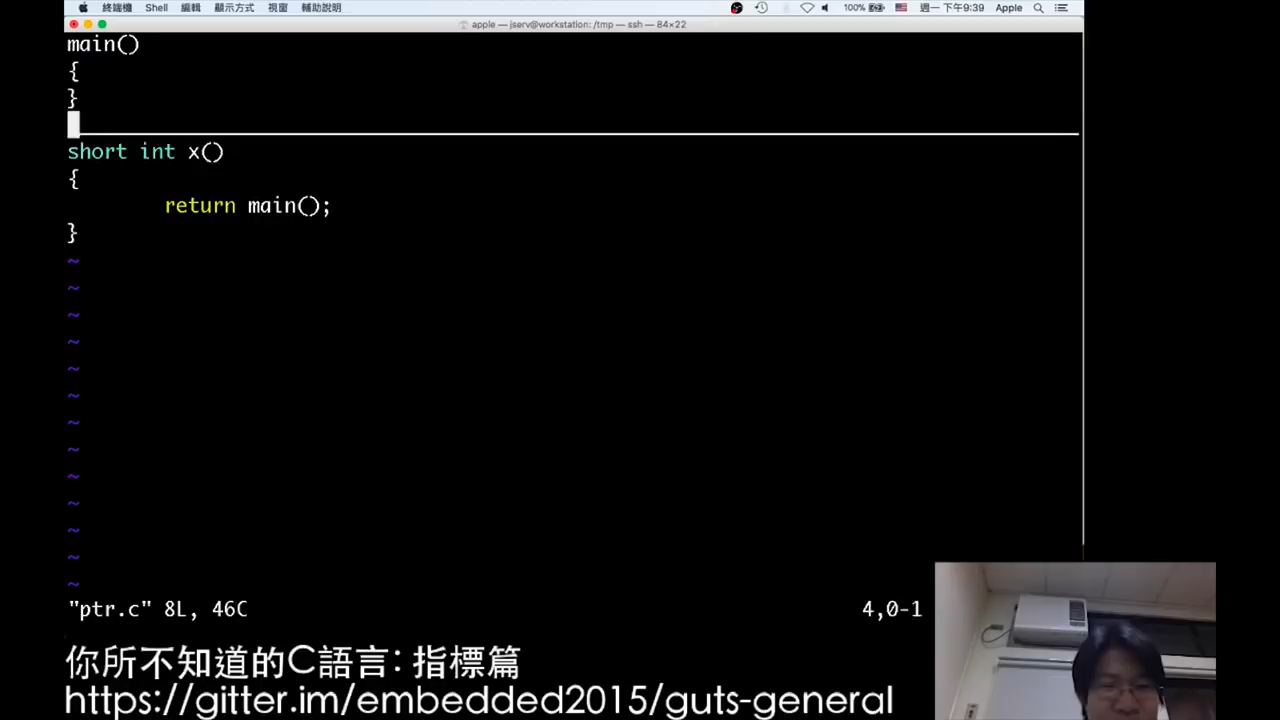 終端機 Shell 編輯 顯示方式 視窗 輔助說明 100% 週一 下午9:39 Apple
apple — jserv@workstation: /tmp — ssh — 84×22
main()
{
}
short int x()
{
return main();
}
~
~
~
~
~
~
~
~
~
~
~
~
~
"ptr.c" 8L, 46C 4,0-1
你所不知道的C語言: 指標篇
https://gitter.im/embedded2015/guts-general